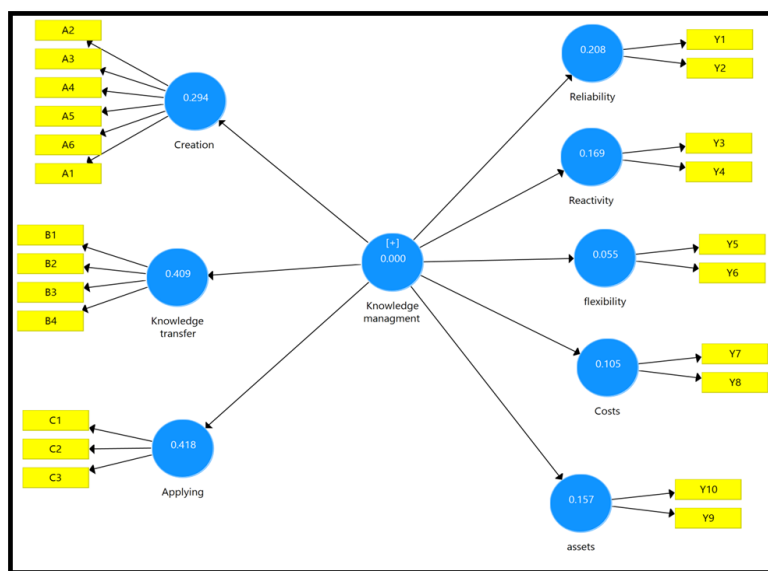 A2
A3
A4
A5
A6
A1
0.294
Creation
B1
B2
B3
B4
0.409
Knowledge
transfer
C1
C2
C3
0.418
Applying
[+]
0.000
Knowledge
managment
0.208
Reliability
Y1
Y2
0.169
Reactivity
Y3
Y4
0.055
flexibility
Y5
Y6
0.105
Costs
Y7
Y8
0.157
assets
Y10
Y9